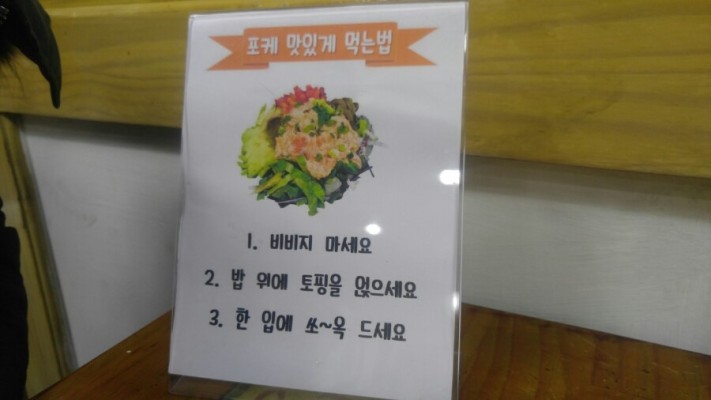 포케 맛있게 먹는법
1. 비비지 마세요
2. 밥 위에 토핑을 얹으세요
3. 한 입에 쏘~옥 드세요